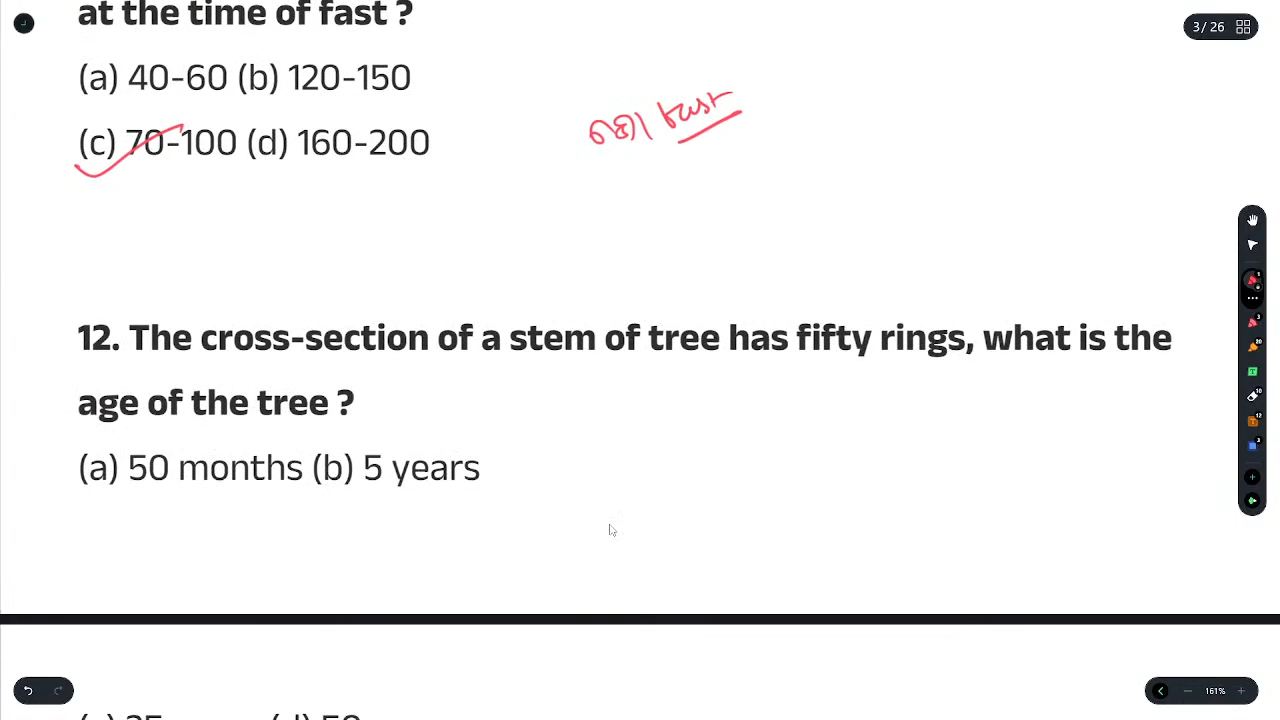 at the time of fast ?
3 / 26
(a) 40-60 (b) 120-150
(c) 70-100 (d) 160-200
12. The cross-section of a stem of tree has fifty rings, what is the
age of the tree ?
(a) 50 months (b) 5 years
161%